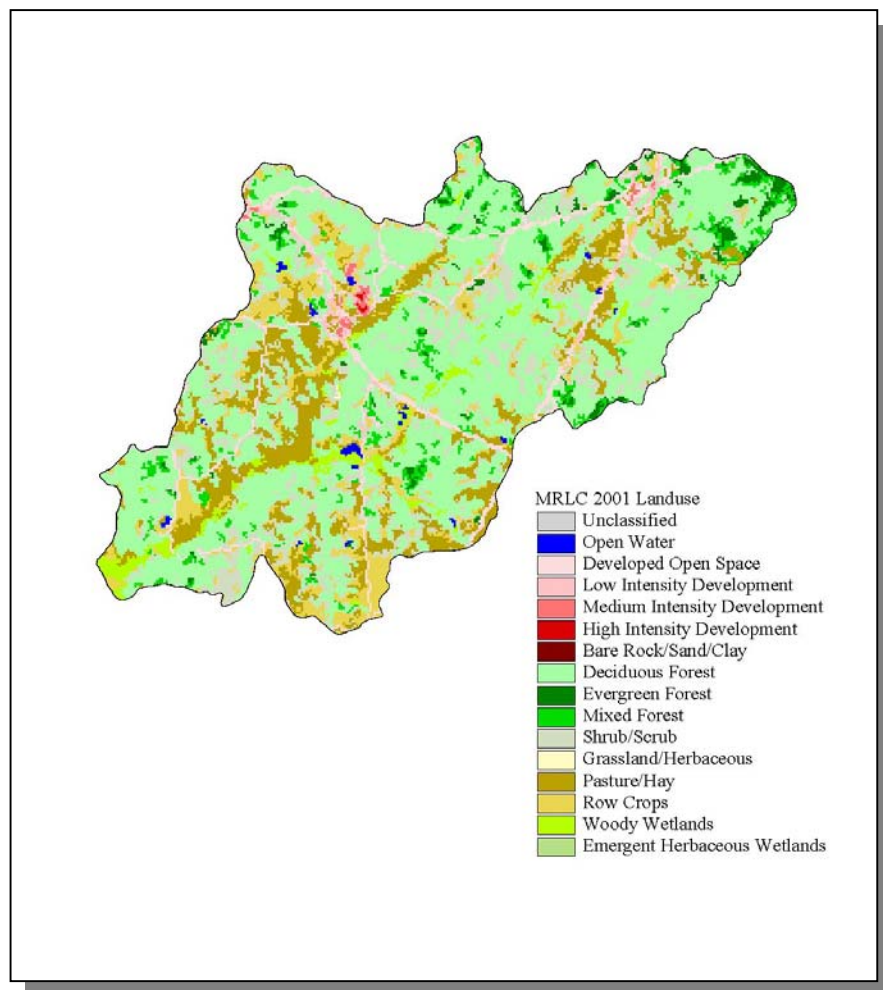 MRLC 2001 Landuse
Unclassified
Open Water
Developed Open Space
Low Intensity Development
Medium Intensity Development
High Intensity Development
Bare Rock/Sand/Clay
Deciduous Forest
Evergreen Forest
Mixed Forest
Shrub/Scrub
Grassland/Herbaceous
Pasture/Hay
Row Crops
Woody Wetlands
Emergent Herbaceous Wetlands